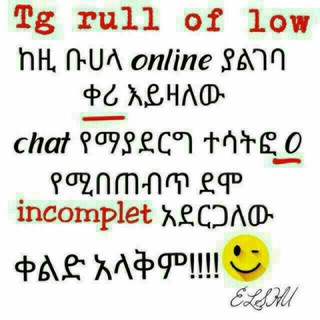 Tg rull of low
ከዚ ቡሀላ online ያልገባ
ቀሪ እይዛለው
chat የማያደርግ ተሳትፎ 0
የሚበጠብጥ ደሞ
incomplet አደርጋለው
ቀልድ አላቅም!!!!
ELSHU